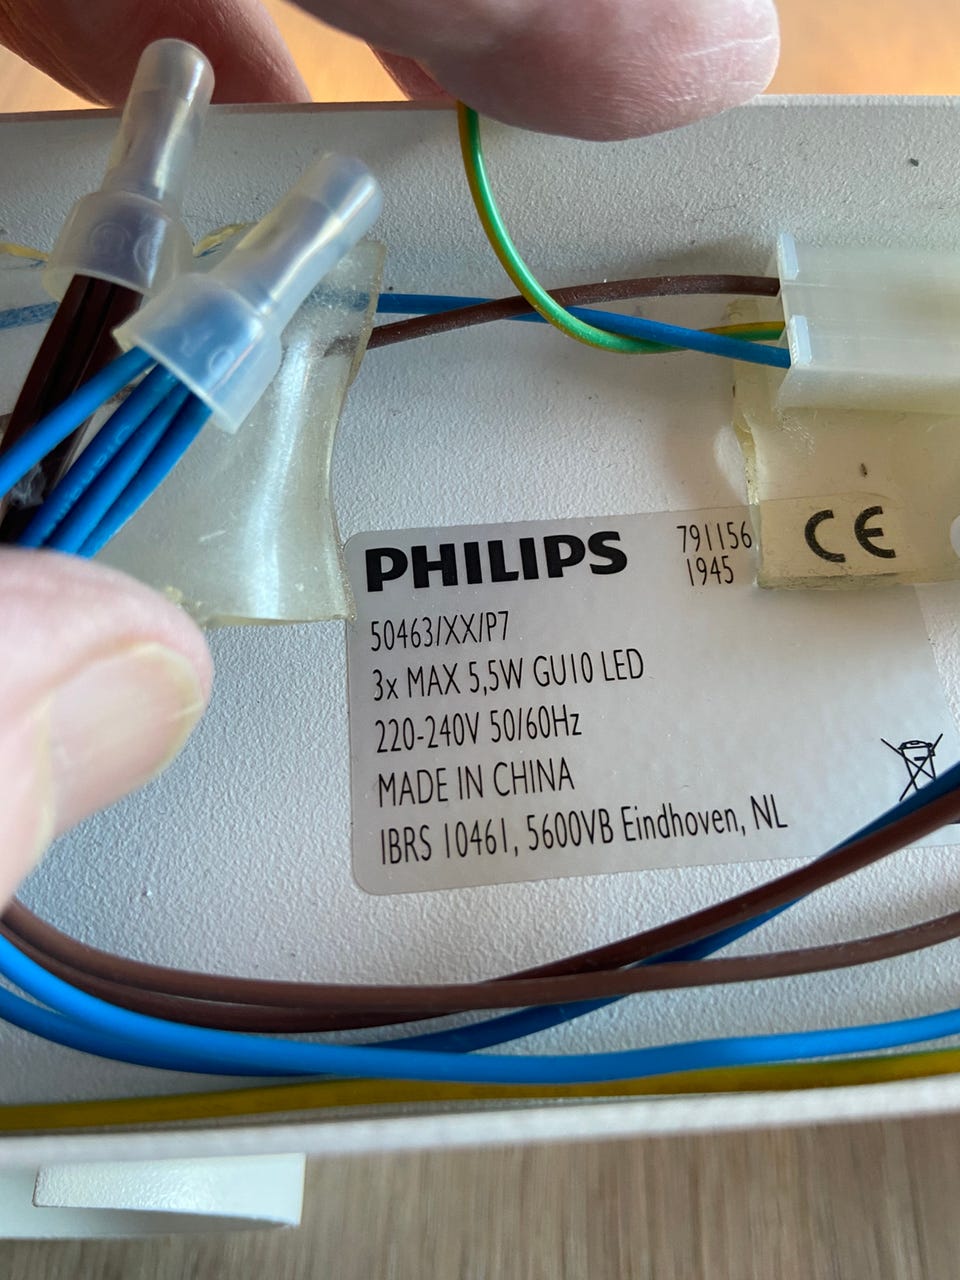 PHILIPS
791156
1945
CE
50463/XX/P7
3x MAX 5,5W GU10 LED
220-240V 50/60Hz
MADE IN CHINA
IBRS 10461, 5600VB Eindhoven, NL